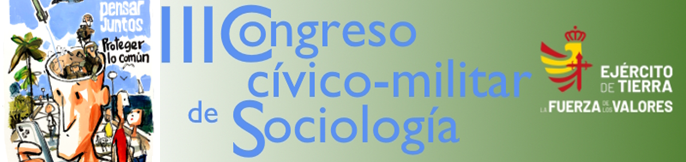 pensar
juntos
Proteger
lo común
III Congreso
cívico-militar
de Sociología
EJÉRCITO
DE TIERRA
LA FUERZA DE LOS VALORES